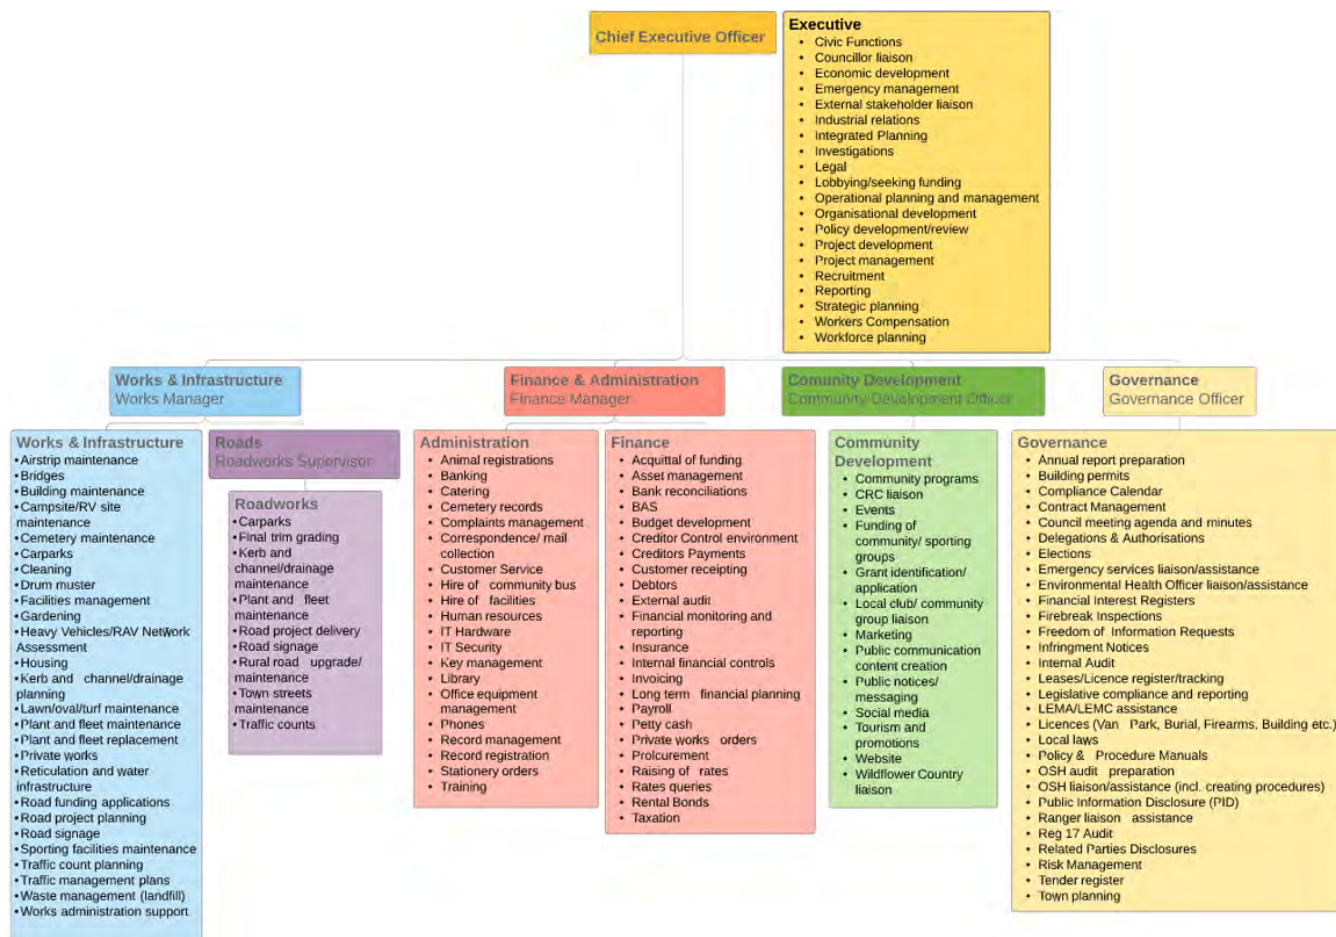 Chief Executive Officer
Executive
• Civic Functions
• Councillor liaison
• Economic development
• Emergency management
• External stakeholder liaison
• Industrial relations
• Integrated Planning
• Investigations
• Legal
• Lobbying/seeking funding
• Operational planning and management
• Organisational development
• Policy development/review
• Project development
• Project management
• Recruitment
• Reporting
• Strategic planning
• Workers Compensation
• Workforce planning
Works & Infrastructure
Works Manager
Finance & Administration
Finance Manager
Comunity Development
Community Development Officer
Governance
Governance Officer
Works & Infrastructure
• Airstrip maintenance
• Bridges
• Building maintenance
• Campsite/RV site
maintenance
• Cemetery maintenance
• Carparks
• Cleaning
• Drum muster
• Facilities management
• Gardening
• Heavy Vehicles/RAV Network
Assessment
• Housing
• Kerb and channel/drainage
planning
• Lawn/oval/turf maintenance
• Plant and fleet maintenance
• Plant and fleet replacement
• Private works
• Reticulation and water
infrastructure
• Road funding applications
• Road project planning
• Road signage
• Sporting facilities maintenance
• Traffic count planning
• Traffic management plans
• Waste management (landfill)
• Works administration support
Roads
Roadworks Supervisor
Roadworks
• Carparks
• Final trim grading
• Kerb and
channel/drainage
maintenance
• Plant and fleet
maintenance
• Road project delivery
• Road signage
• Rural road upgrade/
maintenance
• Town streets
maintenance
• Traffic counts
Administration
• Animal registrations
• Banking
• Catering
• Cemetery records
• Complaints management
• Correspondence/ mail
collection
• Customer Service
• Hire of community bus
• Hire of facilities
• Human resources
• IT Hardware
• IT Security
• Key management
• Library
• Office equipment
management
• Phones
• Record management
• Record registration
• Stationery orders
• Training
Finance
• Acquittal of funding
• Asset management
• Bank reconciliations
• BAS
• Budget development
• Creditor Control environment
• Creditors Payments
• Customer receipting
• Debtors
• External audit
• Financial monitoring and
reporting
• Insurance
• Internal financial controls
• Invoicing
• Long term financial planning
• Payroll
• Petty cash
• Private works orders
• Prolcurement
• Raising of rates
• Rates queries
• Rental Bonds
• Taxation
Community
Development
• Community programs
• CRC liaison
• Events
• Funding of
community/ sporting
groups
• Grant identification/
application
• Local club/ community
group liaison
• Marketing
• Public communication
content creation
• Public notices/
messaging
• Social media
• Tourism and
promotions
• Website
• Wildflower Country
liaison
Governance
• Annual report preparation
• Building permits
• Compliance Calendar
• Contract Management
• Council meeting agenda and minutes
• Delegations & Authorisations
• Elections
• Emergency services liaison/assistance
• Environmental Health Officer liaison/assistance
• Financial Interest Registers
• Firebreak Inspections
• Freedom of Information Requests
• Infringment Notices
• Internal Audit
• Leases/Licence register/tracking
• Legislative compliance and reporting
• LEMA/LEMC assistance
• Licences (Van Park, Burial, Firearms, Building etc.)
• Local laws
• Policy & Procedure Manuals
• OSH audit preparation
• OSH liaison/assistance (incl. creating procedures)
• Public Information Disclosure (PID)
• Ranger liaison assistance
• Reg 17 Audit
• Related Parties Disclosures
• Risk Management
• Tender register
• Town planning